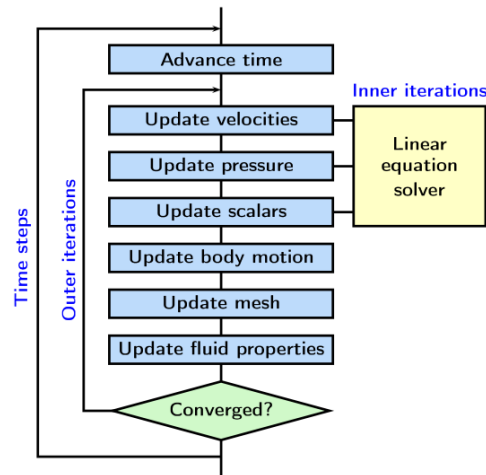 Advance time
Inner iterations
Update velocities
Update pressure
Update scalars
Linear
equation
solver
Update body motion
Update mesh
Update fluid properties
Converged?
Time steps
Outer iterations